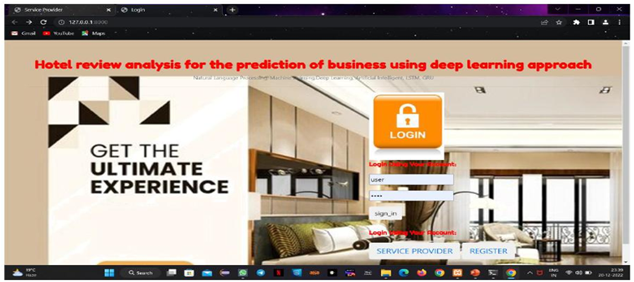 Service Provider
Login
127.0.0.1:8000
Gmail
YouTube
Maps
Hotel review analysis for the prediction of business using deep learning approach
Natural Language Processing, Machine Learning, Deep Learning, Artificial Intelligent, LSTM, GRU
GET THE
ULTIMATE
EXPERIENCE
LOGIN
Login Using Your Account:
user
••••
sign_in
Login Using Your Account:
SERVICE PROVIDER
REGISTER
Haze
Search
ENG
IN
23:39
20-12-2022